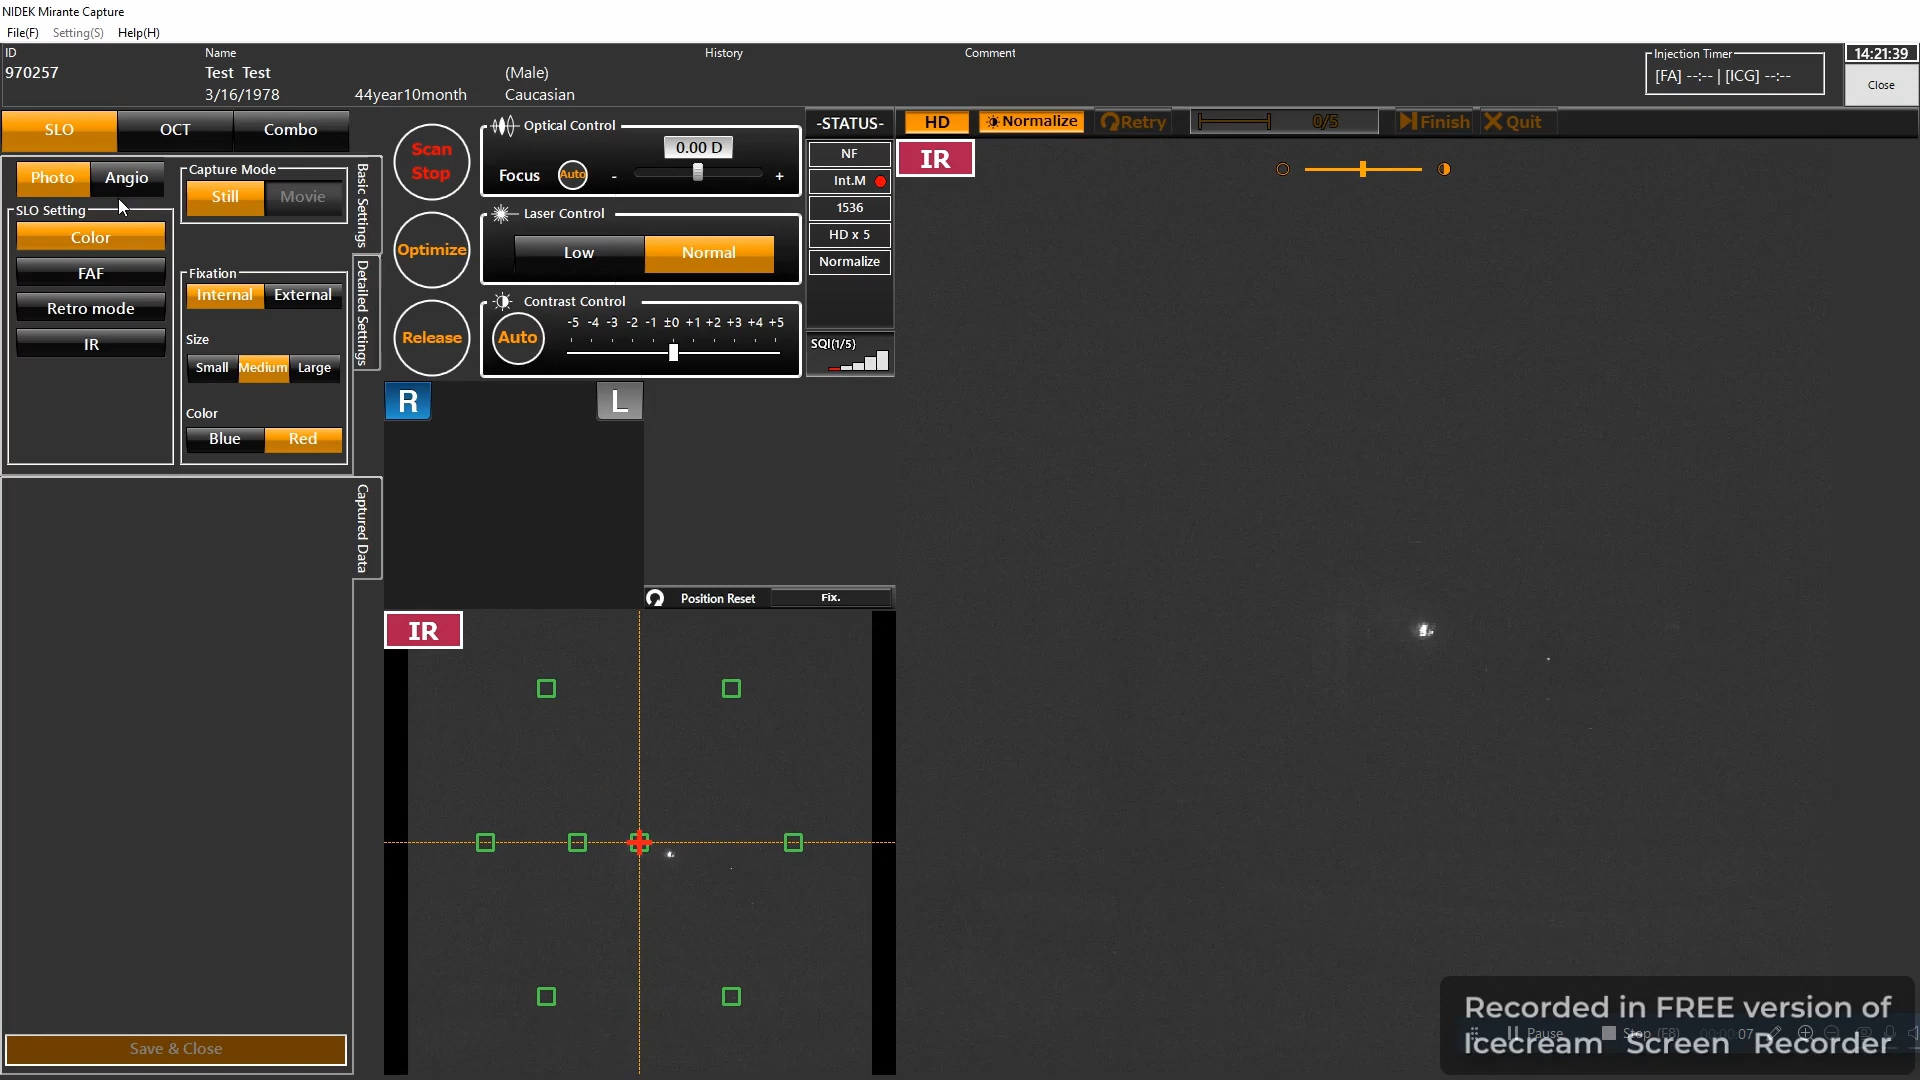 NIDEK Mirante Capture
File(F) Setting(S) Help(H)
ID Name History Comment
970257 Test Test (Male)
3/16/1978 44year10month Caucasian
Injection Timer
[FA] --:-- | [ICG] --:--
14:21:39
Close
SLO OCT Combo
Photo Angio
SLO Setting
Color
FAF
Retro mode
IR
Capture Mode
Still Movie
Fixation
Internal External
Size
Small Medium Large
Color
Blue Red
Basic Settings
Detailed Settings
Captured Data
Save & Close
Scan
Stop
Optimize
Release
Optical Control
0.00 D
Focus Auto - +
Laser Control
Low Normal
Contrast Control
Auto -5 -4 -3 -2 -1 ±0 +1 +2 +3 +4 +5
-STATUS-
NF
Int.M
1536
HD x 5
Normalize
SQI(1/5)
R L
Position Reset Fix.
IR
HD Normalize Retry 0/5 Finish Quit
IR
Recorded in FREE version of
Icecream Screen Recorder
Pause Stop (F8) 00:00:07